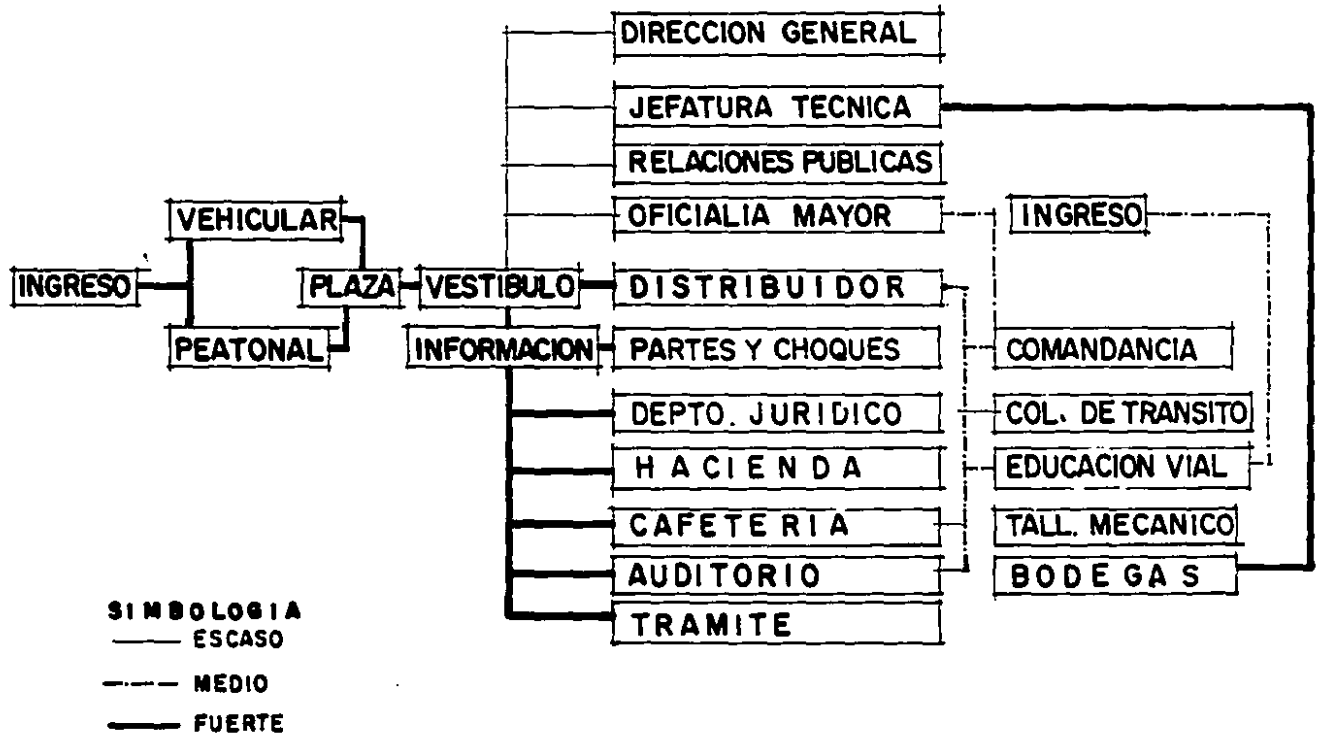 DIRECCION GENERAL
JEFATURA TECNICA
RELACIONES PUBLICAS
VEHICULAR
OFICIALIA MAYOR
INGRESO
INGRESO
PLAZA
VESTIBULO
DISTRIBUIDOR
PEATONAL
INFORMACION
PARTES Y CHOQUES
COMANDANCIA
DEPTO. JURIDICO
COL. DE TRANSITO
HACIENDA
EDUCACION VIAL
CAFETERIA
TALL. MECANICO
AUDITORIO
BODEGAS
TRAMITE
SIMBOLOGIA
ESCASO
MEDIO
FUERTE